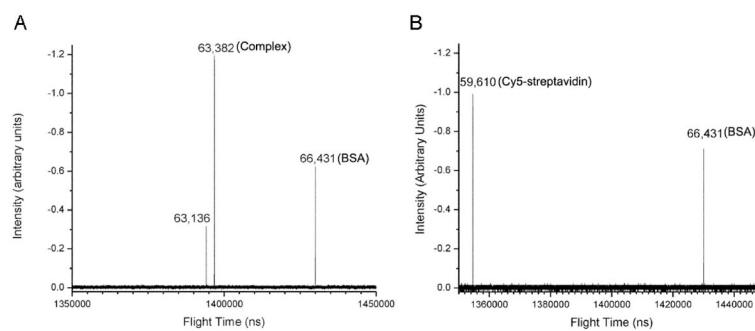 A
B
63,382 (Complex)
-1.2
-1.0
-0.8
-0.6
-0.4
-0.2
0.0
66,431 (BSA)
63,136
Intensity (arbitrary units)
1350000
1400000
1450000
Flight Time (ns)
-1.2
-1.0
-0.8
-0.6
-0.4
-0.2
0.0
59,610 (Cy5-streptavidin)
66,431 (BSA)
Intensity (Arbitrary Units)
1360000
1380000
1400000
1420000
1440000
Flight Time (ns)